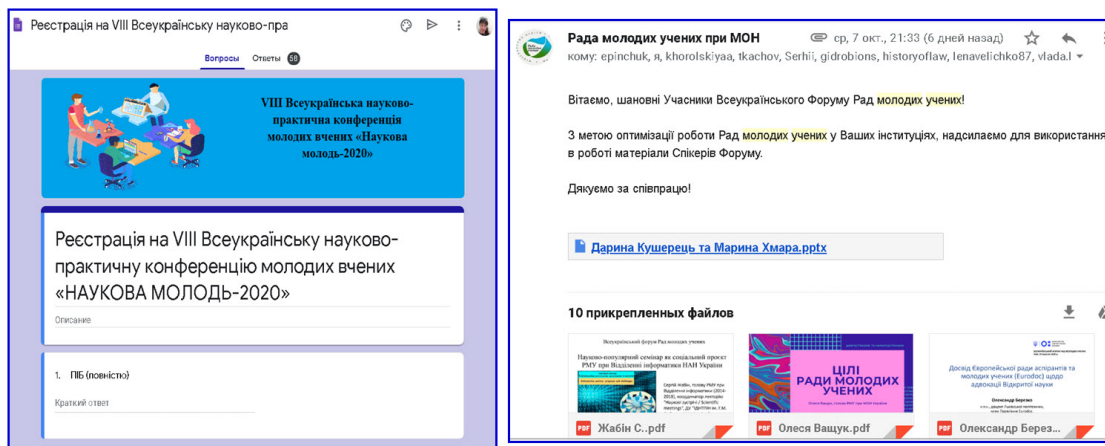 Реєстрація на VIII Всеукраїнську науково-пра
Вопросы Ответы 58
VIII Всеукраїнська науково-
практична конференція
молодих вчених «Наукова
молодь-2020»
Реєстрація на VIII Всеукраїнську науково-
практичну конференцію молодих вчених
«НАУКОВА МОЛОДЬ-2020»
Описание
1. ПІБ (повністю)
Краткий ответ
Рада молодих учених при МОН
ср, 7 окт., 21:33 (6 дней назад)
кому: epinchuk, я, khorolskiyaa, tkachov, Serhii, gidrobions, historyoflaw, lenavelichko87, vlada.l
Вітаємо, шановні Учасники Всеукраїнського Форуму Рад молодих учених!
З метою оптимізації роботи Рад молодих учених у Ваших інституціях, надсилаємо для використання
в роботі матеріали Спікерів Форуму.
Дякуємо за співпрацю!
Дарина Кушерець та Марина Хмара.pptx
10 прикрепленных файлов
Всеукраїнський форум Рад молодих учених
Науково-популярний семінар як соціальний проєкт
РМУ при Відділенні інформатики НАН України
ЦІЛІ
РАДИ МОЛОДИХ
УЧЕНИХ
Досвід Європейської ради аспірантів та
молодих учених (Eurodoc) щодо
адвокації Відкритої науки
Олександр Березко
PDF Жабін С..pdf
PDF Олеся Ващук.pdf
PDF Олександр Берез...